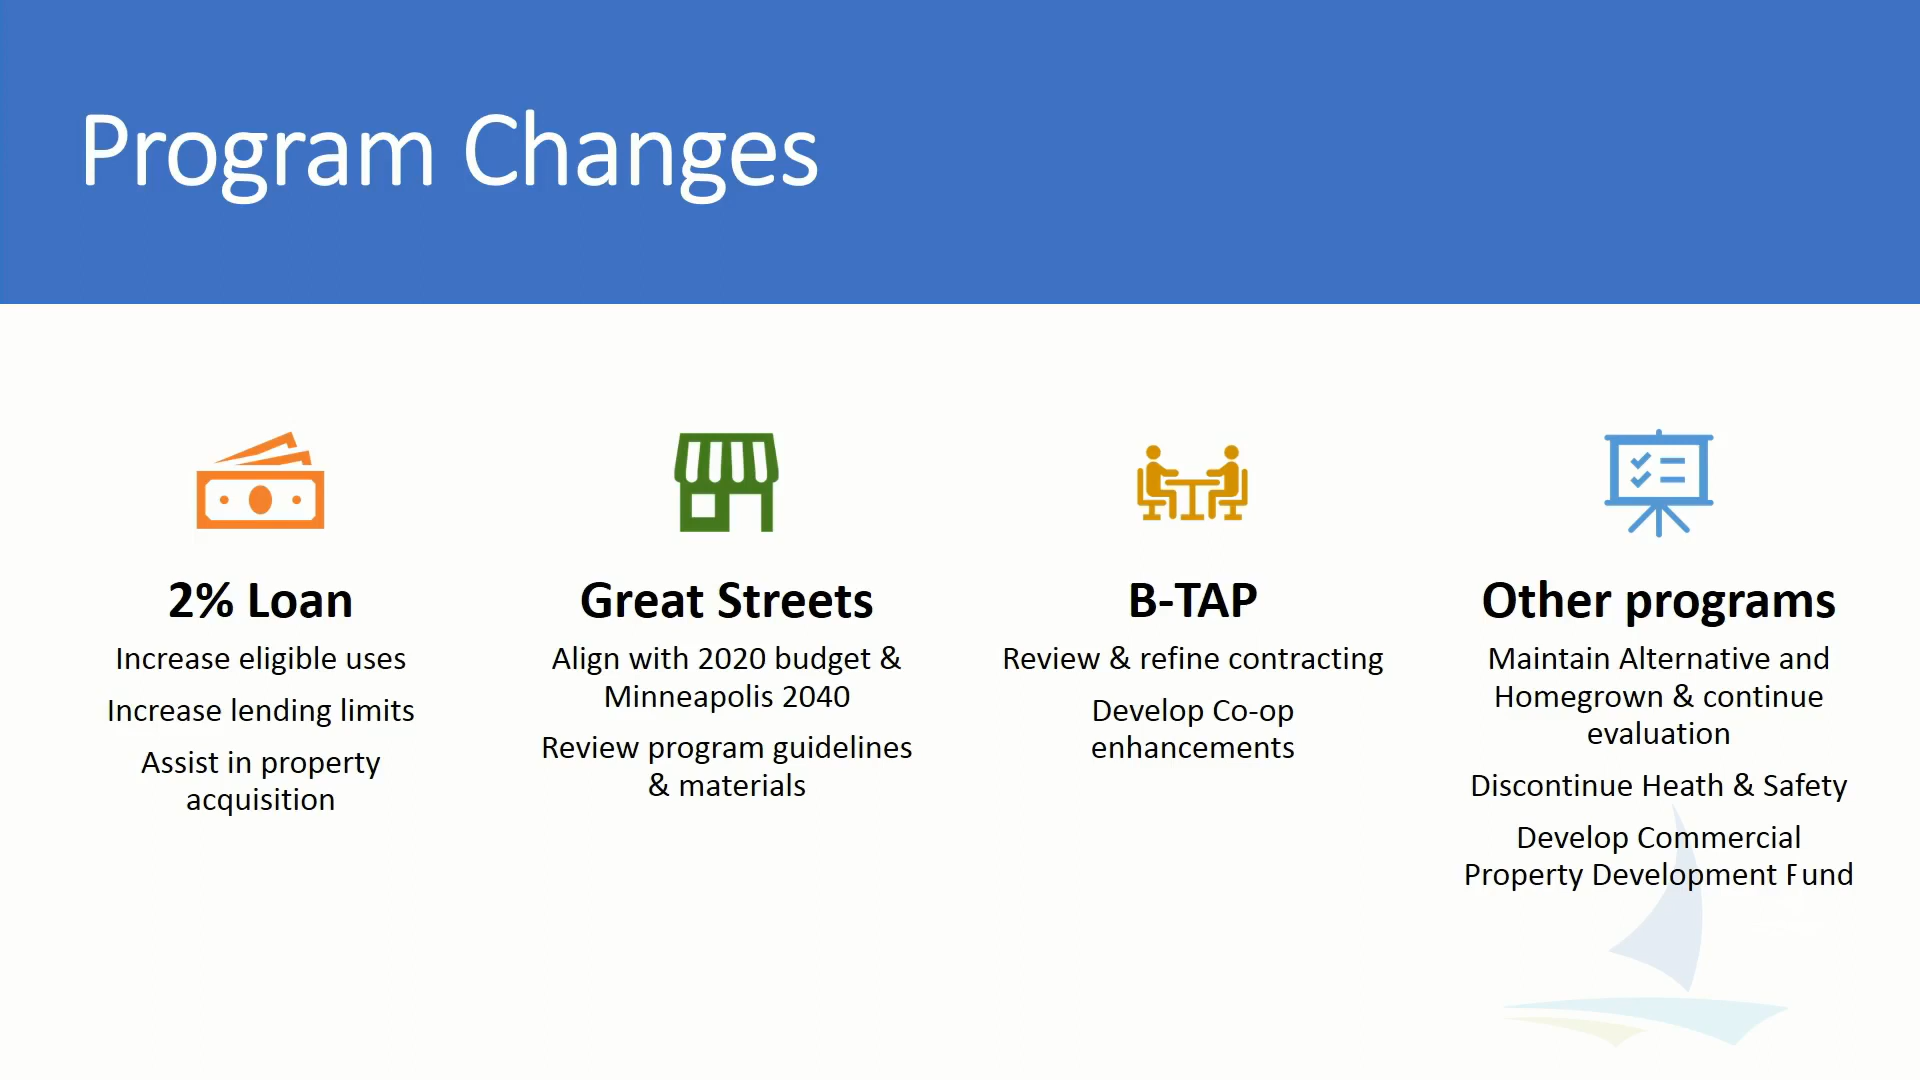 Program Changes
2% Loan
Increase eligible uses
Increase lending limits
Assist in property
acquisition
Great Streets
Align with 2020 budget &
Minneapolis 2040
Review program guidelines
& materials
B-TAP
Review & refine contracting
Develop Co-op
enhancements
Other programs
Maintain Alternative and
Homegrown & continue
evaluation
Discontinue Heath & Safety
Develop Commercial
Property Development Fund